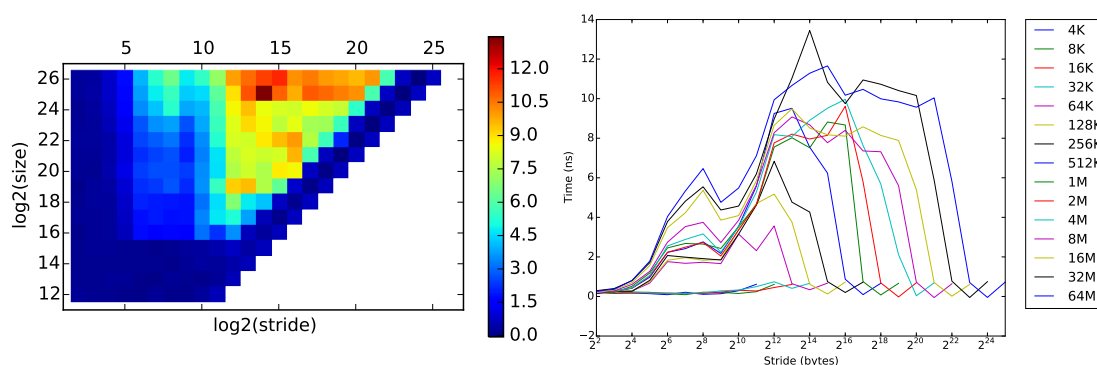 5 10 15 20 25
26
24
22
20
18
16
14
12
log2(size)
log2(stride)
12.0
10.5
9.0
7.5
6.0
4.5
3.0
1.5
0.0
14
12
10
8
6
4
2
0
−2
Time (ns)
2^2 2^4 2^6 2^8 2^10 2^12 2^14 2^16 2^18 2^20 2^22 2^24
Stride (bytes)
4K
8K
16K
32K
64K
128K
256K
512K
1M
2M
4M
8M
16M
32M
64M